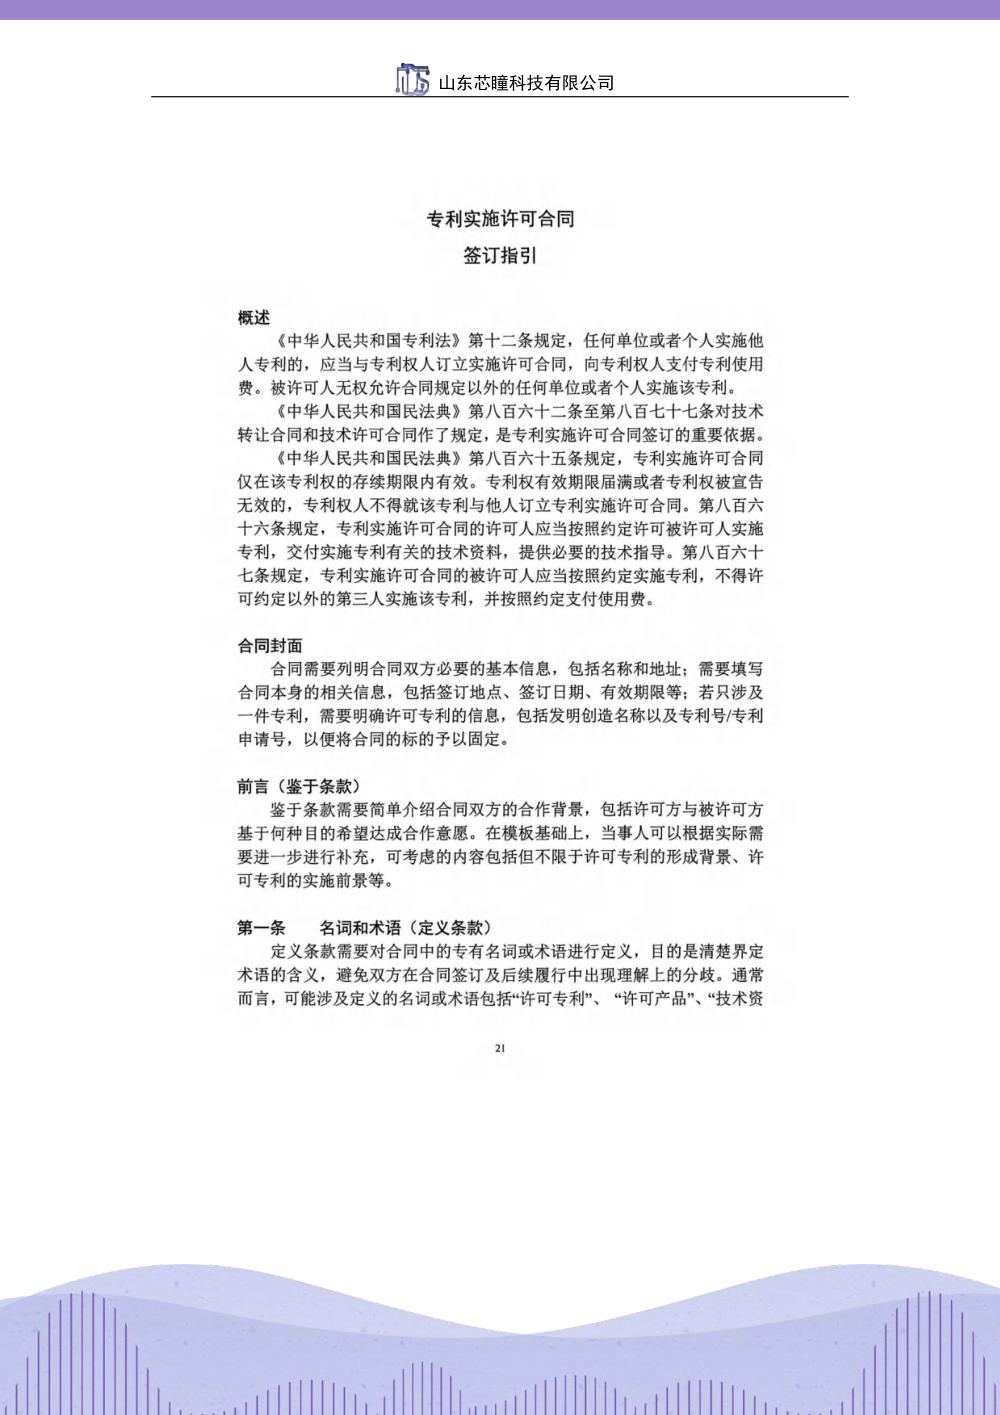 山东芯瞳科技有限公司
专利实施许可合同
签订指引
概述
《中华人民共和国专利法》第十二条规定，任何单位或者个人实施他
人专利的，应当与专利权人订立实施许可合同，向专利权人支付专利使用
费。被许可人无权允许合同规定以外的任何单位或者个人实施该专利。
《中华人民共和国民法典》第八百六十二条至第八百七十七条对技术
转让合同和技术许可合同作了规定，是专利实施许可合同签订的重要依据。
《中华人民共和国民法典》第八百六十五条规定，专利实施许可合同
仅在该专利权的存续期限内有效。专利权有效期限届满或者专利权被宣告
无效的，专利权人不得就该专利与他人订立专利实施许可合同。第八百六
十六条规定，专利实施许可合同的许可人应当按照约定许可被许可人实施
专利，交付实施专利有关的技术资料，提供必要的技术指导。第八百六十
七条规定，专利实施许可合同的被许可人应当按照约定实施专利，不得许
可约定以外的第三人实施该专利，并按照约定支付使用费。
合同封面
合同需要列明合同双方必要的基本信息，包括名称和地址；需要填写
合同本身的相关信息，包括签订地点、签订日期、有效期限等；若只涉及
一件专利，需要明确许可专利的信息，包括发明创造名称以及专利号/专利
申请号，以便将合同的标的予以固定。
前言（鉴于条款）
鉴于条款需要简单介绍合同双方的合作背景，包括许可方与被许可方
基于何种目的希望达成合作意愿。在模板基础上，当事人可以根据实际需
要进一步进行补充，可考虑的内容包括但不限于许可专利的形成背景、许
可专利的实施前景等。
第一条 名词和术语（定义条款）
定义条款需要对合同中的专有名词或术语进行定义，目的是清楚界定
术语的含义，避免双方在合同签订及后续履行中出现理解上的分歧。通常
而言，可能涉及定义的名词或术语包括“许可专利”、 “许可产品”、“技术资
21